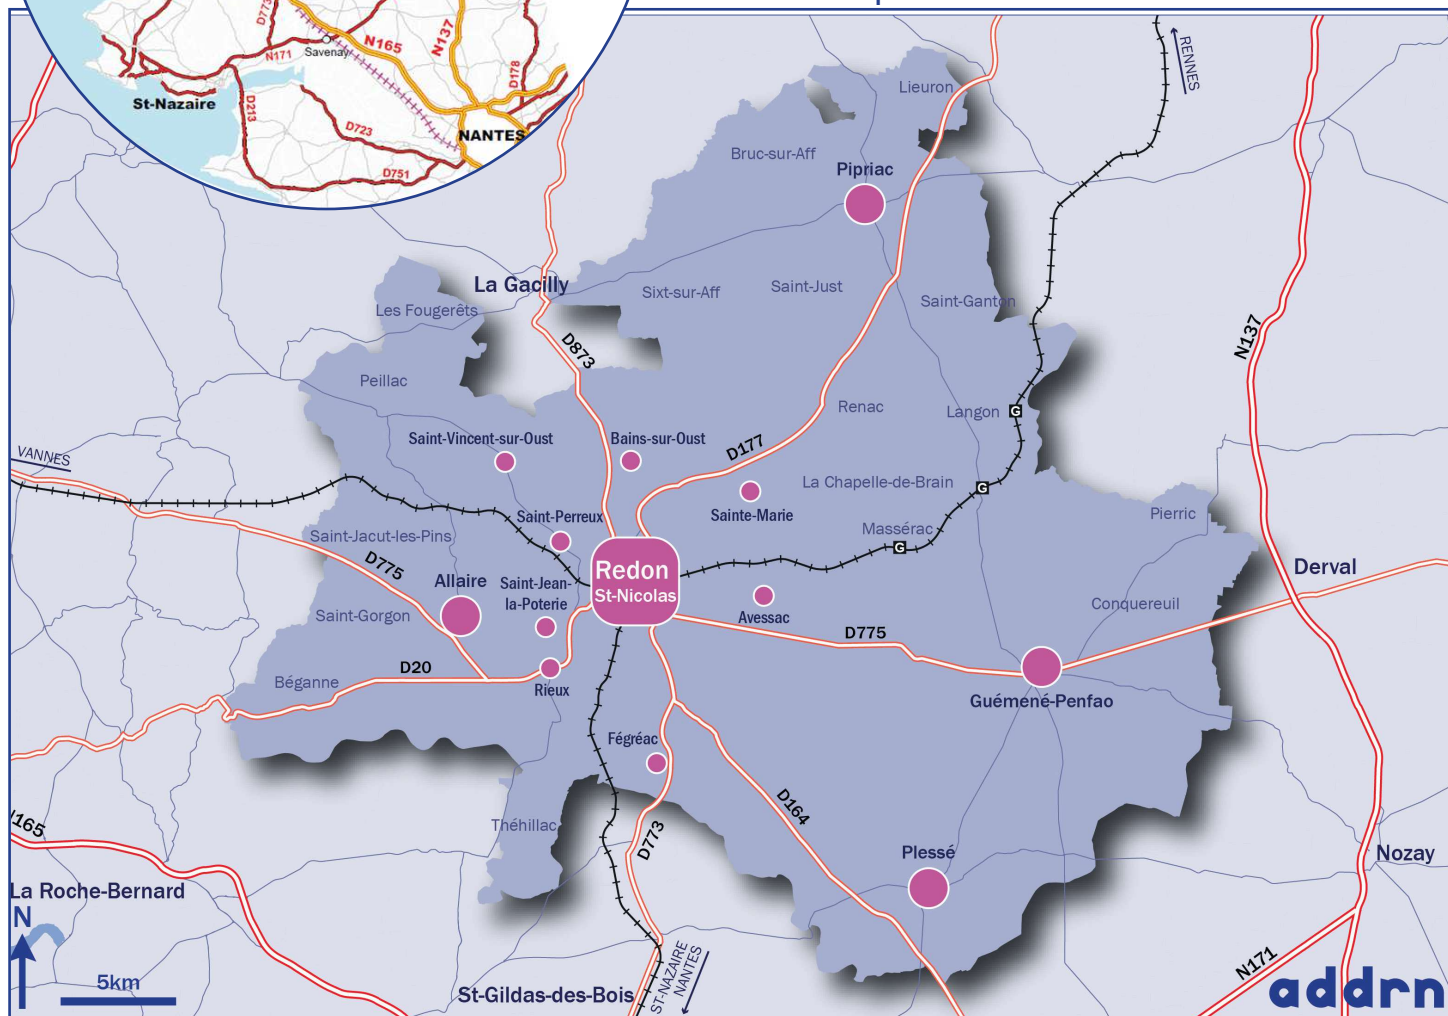 D773
Savenay
N165
N137
N171
D178
St-Nazaire
D213
D723
NANTES
D751
RENNES
Lieuron
Bruc-sur-Aff
Pipriac
La Gacilly
Les Fougerêts
Sixt-sur-Aff
Saint-Just
Saint-Ganton
D873
N137
Peillac
Renac
Langon
G
Saint-Vincent-sur-Oust
Bains-sur-Oust
D177
VANNES
La Chapelle-de-Brain
G
Saint-Perreux
Sainte-Marie
Pierric
Massérac
G
Saint-Jacut-les-Pins
D775
Allaire
Saint-Jean-
la-Poterie
Redon
St-Nicolas
Derval
Saint-Gorgon
Avessac
Conquereuil
D775
D20
Béganne
Rieux
Guémené-Penfao
Fégréac
D164
Théhillac
D773
165
Plessé
Nozay
La Roche-Bernard
N
5km
St-Gildas-des-Bois
ST-NAZAIRE
NANTES
N171
addrn